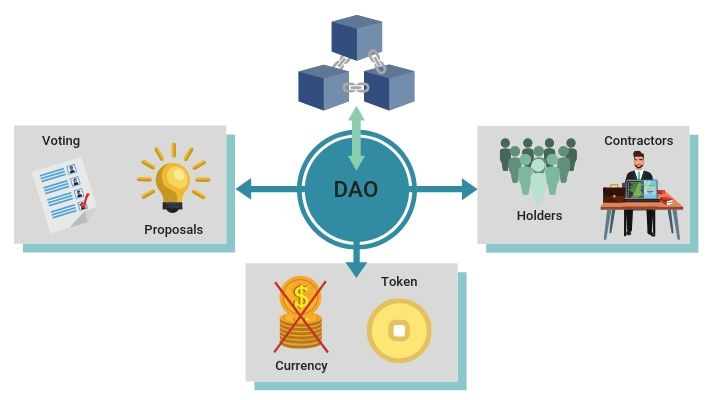 Voting
Proposals
DAO
Contractors
Holders
Token
$
Currency